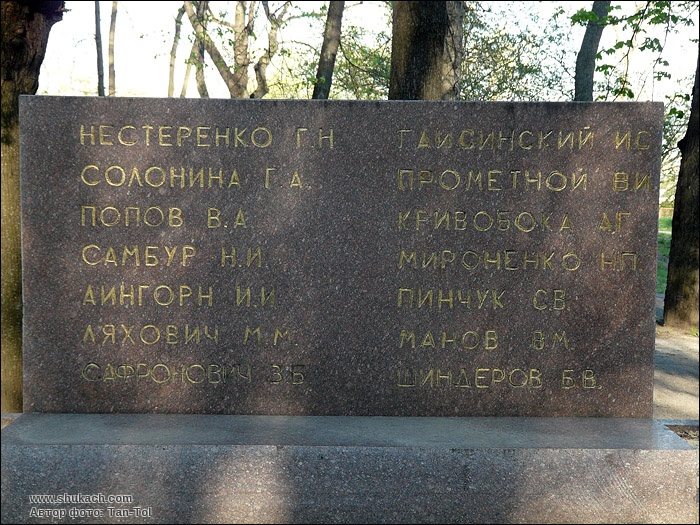 НЕСТЕРЕНКО Г.Н
СОЛОНИНА Г.А.
ПОПОВ В.А.
САМБУР Н.И.
АИНГОРН И.И.
ЛЯХОВИЧ М.М.
САФРОНОВИЧ З.Б
ГАЙСИНСКИЙ И.С
ПРОМЕТНОЙ В.И
КРИВОБОКА А.Г.
МИРОНЕНКО Н.П.
ПИНЧУК С.В.
МАНОВ В.М.
ШИНДЕРОВ Б.В.
www.shukach.com
Автор фото: Tan-Tol